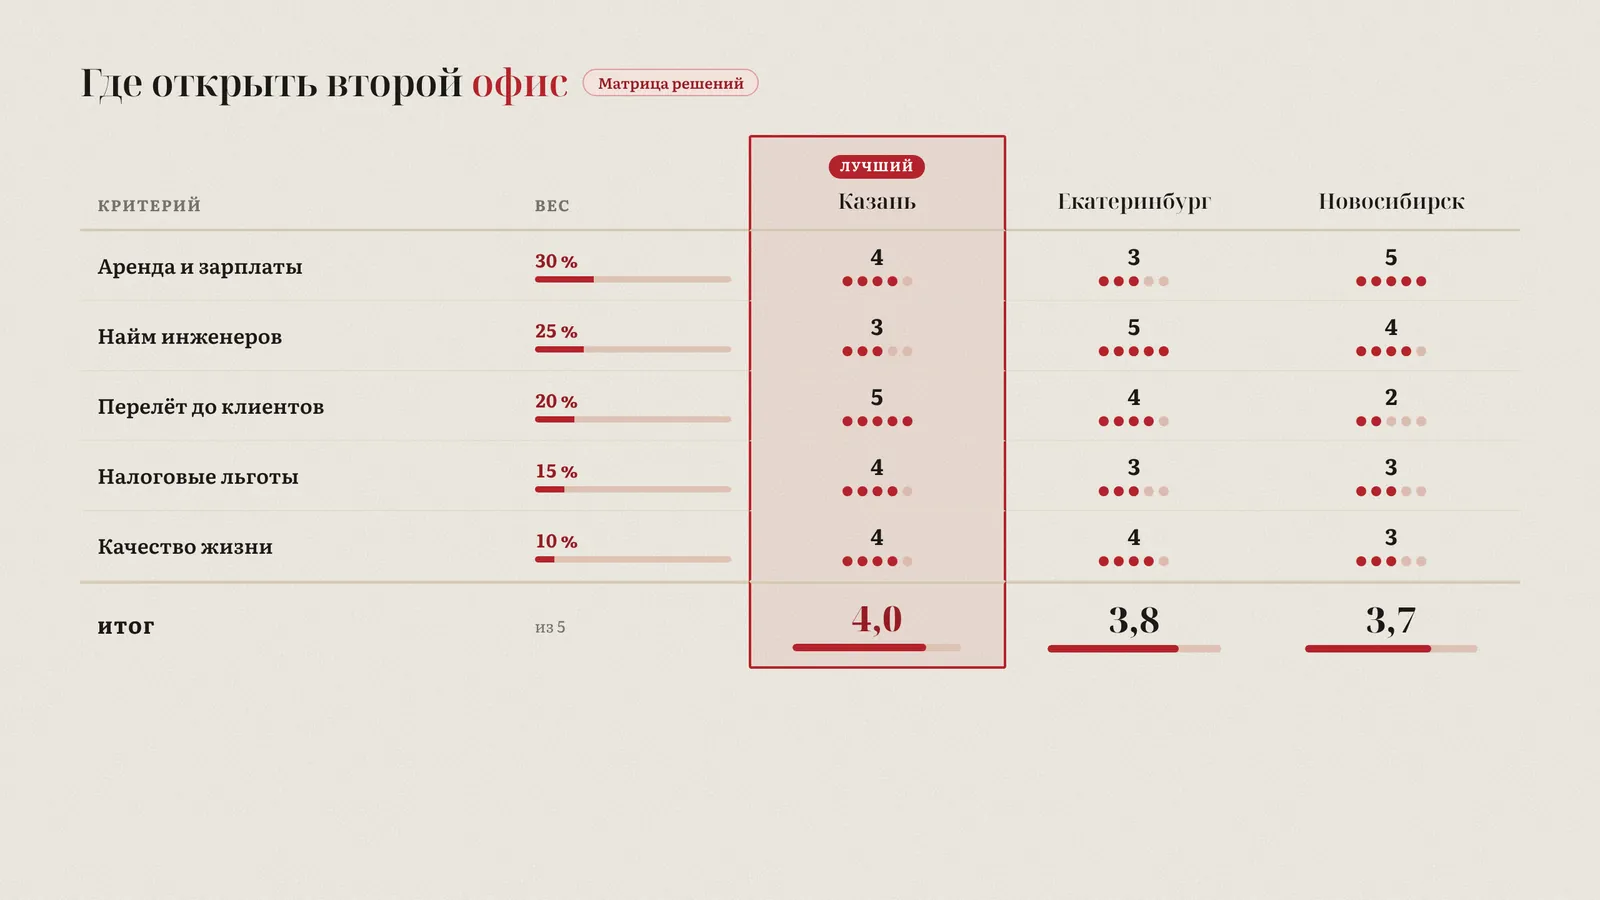 Где открыть второй офис
Матрица решений
ЛУЧШИЙ
КРИТЕРИЙ ВЕС Казань Екатеринбург Новосибирск
Аренда и зарплаты 30 % 4 3 5
Найм инженеров 25 % 3 5 4
Перелёт до клиентов 20 % 5 4 2
Налоговые льготы 15 % 4 3 3
Качество жизни 10 % 4 4 3
итог из 5 4,0 3,8 3,7